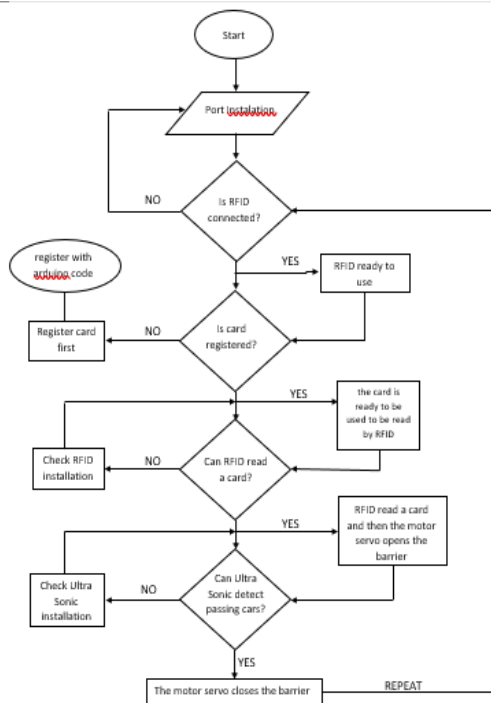 Start
Port Instalation
Is RFID
connected?
NO
YES
RFID ready to
use
register with
arduino code
Is card
registered?
NO
Register card
first
YES
the card is
ready to be
used to be read
by RFID
Can RFID read
a card?
NO
Check RFID
installation
YES
RFID read a card
and then the motor
servo opens the
barrier
Can Ultra
Sonic detect
passing cars?
NO
Check Ultra
Sonic
installation
YES
The motor servo closes the barrier
REPEAT